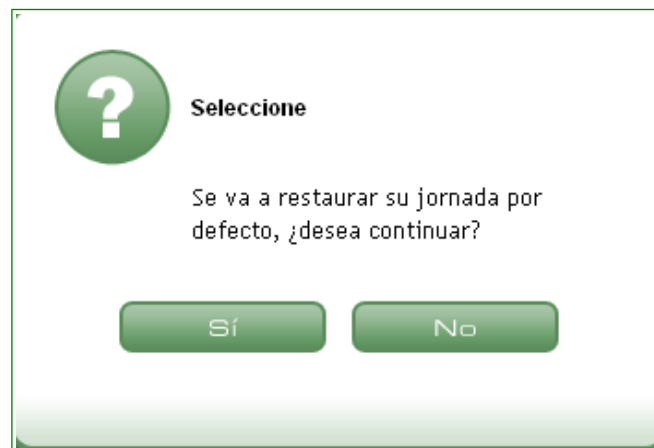 ?
Seleccione
Se va a restaurar su jornada por
defecto, ¿desea continuar?
Sí No